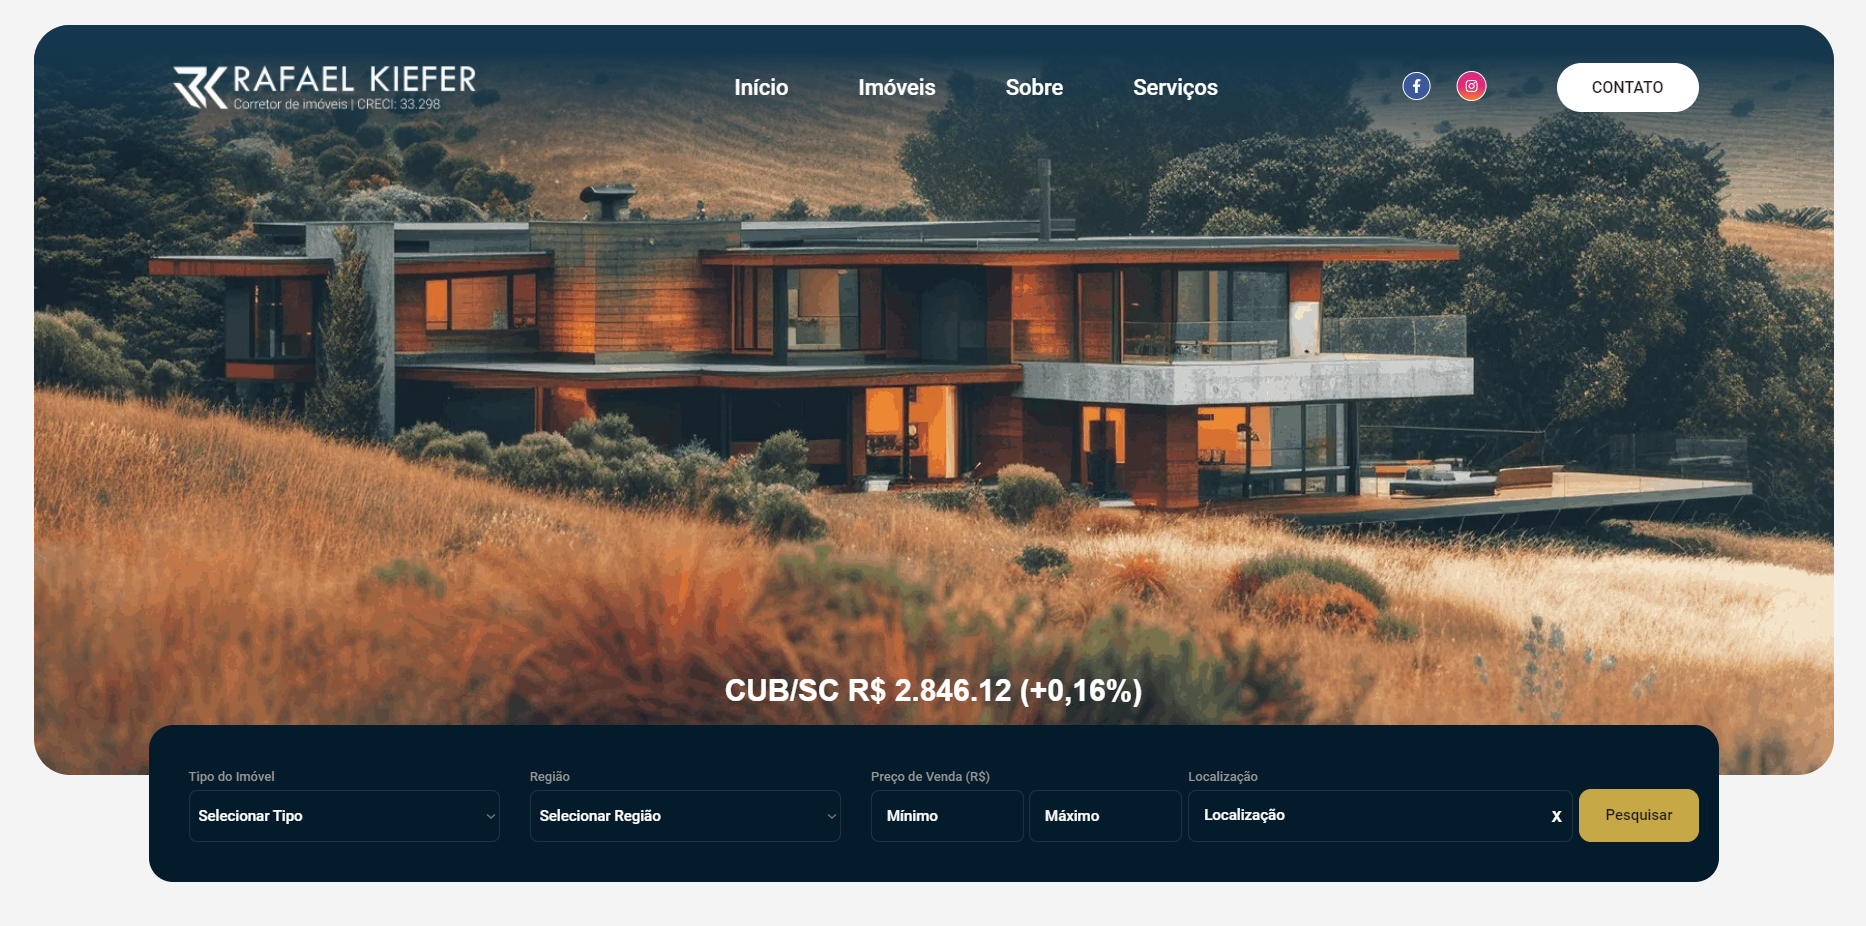 RAFAEL KIEFER
Corretor de imóveis | CRECI: 33.298
Início Imóveis Sobre Serviços CONTATO
CUB/SC R$ 2.846.12 (+0,16%)
Tipo do Imóvel Região Preço de Venda (R$) Localização
Selecionar Tipo Selecionar Região Mínimo Máximo Localização X Pesquisar